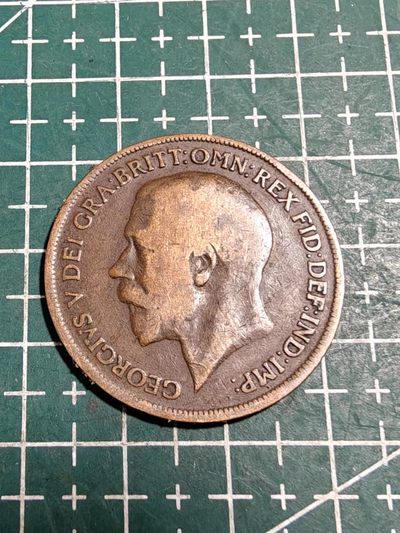 GEORGIVS V DEI GRA:BRITT:OMN:REX FID:DEF:IND:IMP: